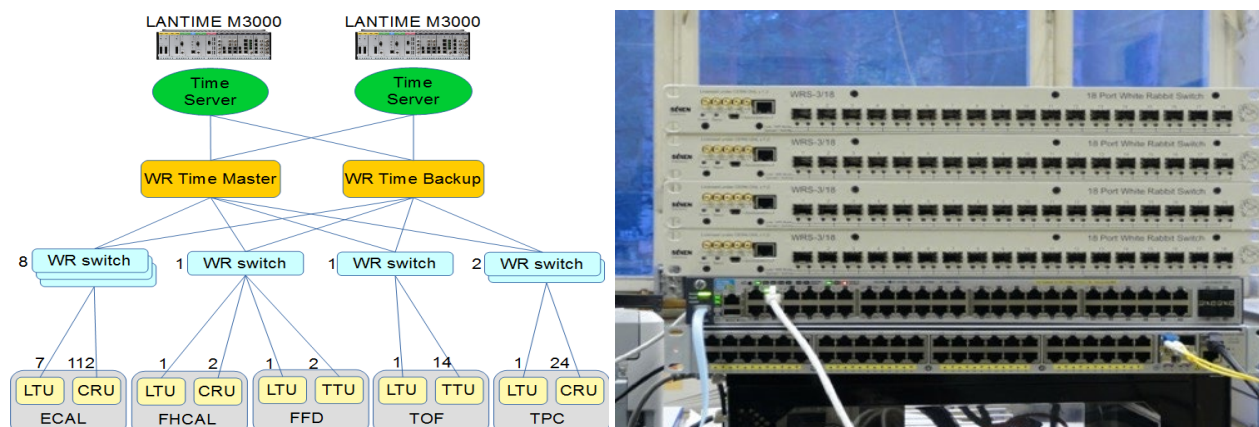 LANTIME M3000
LANTIME M3000
Time
Server
Time
Server
WR Time Master
WR Time Backup
8
WR switch
1
WR switch
1
WR switch
2
WR switch
7
112
1
2
1
2
1
14
1
24
LTU
CRU
LTU
CRU
LTU
TTU
LTU
TTU
LTU
CRU
ECAL
FHCAL
FFD
TOF
TPC
WRS-3/18
18 Port White Rabbit Switch
WRS-3/18
18 Port White Rabbit Switch
WRS-3/18
18 Port White Rabbit Switch
WRS-3/18
18 Port White Rabbit Switch